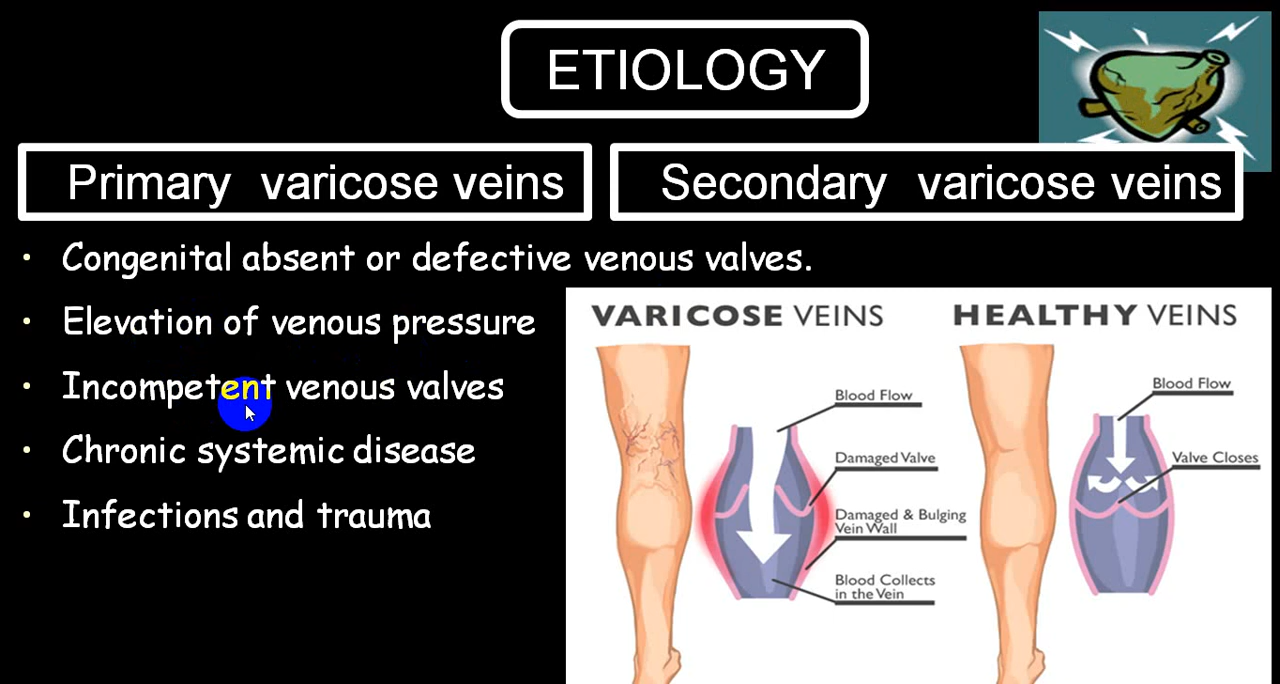 ETIOLOGY
Primary varicose veins
Secondary varicose veins
• Congenital absent or defective venous valves.
• Elevation of venous pressure
• Incompetent venous valves
• Chronic systemic disease
• Infections and trauma
VARICOSE VEINS
Blood Flow
Damaged Valve
Damaged & Bulging
Vein Wall
Blood Collects
in the Vein
HEALTHY VEINS
Blood Flow
Valve Closes